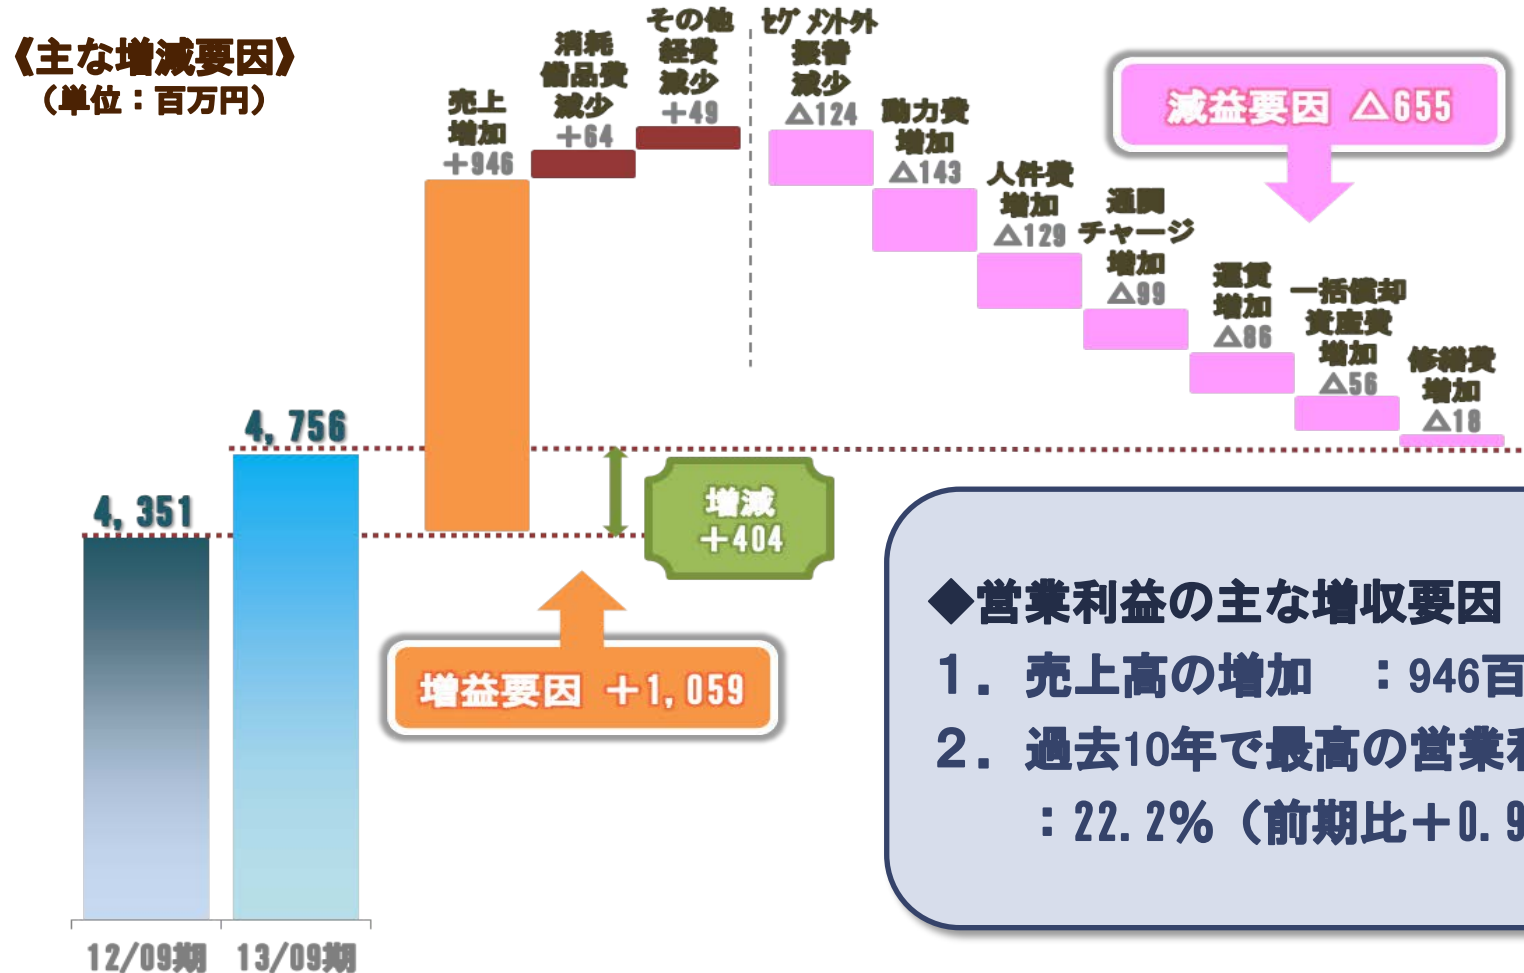 《主な増減要因》
（単位：百万円）
売上
増加
＋946
消耗
備品費
減少
＋64
その他
経費
減少
＋49
ｾｸﾞﾒﾝﾄ外
振替
減少
△124
動力費
増加
△143
人件費
増加
△129
通関
チャージ
増加
△99
運賃
増加
△86
一括償却
資産費
増加
△56
修繕費
増加
△18
減益要因 △655
4,756
4,351
増減
＋404
増益要因 ＋1,059
◆営業利益の主な増収要因
１．売上高の増加　：946百
２．過去10年で最高の営業利
：22.2％（前期比＋0.9
12/09期
13/09期